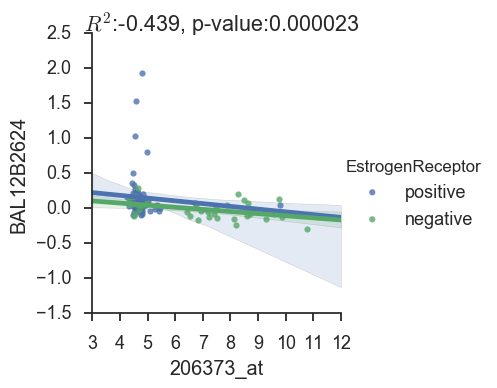 R²:-0.439, p-value:0.000023
2.5
2.0
1.5
1.0
0.5
0.0
−0.5
−1.0
−1.5
BAL12B2624
3 4 5 6 7 8 9 10 11 12
206373_at
EstrogenReceptor
positive
negative